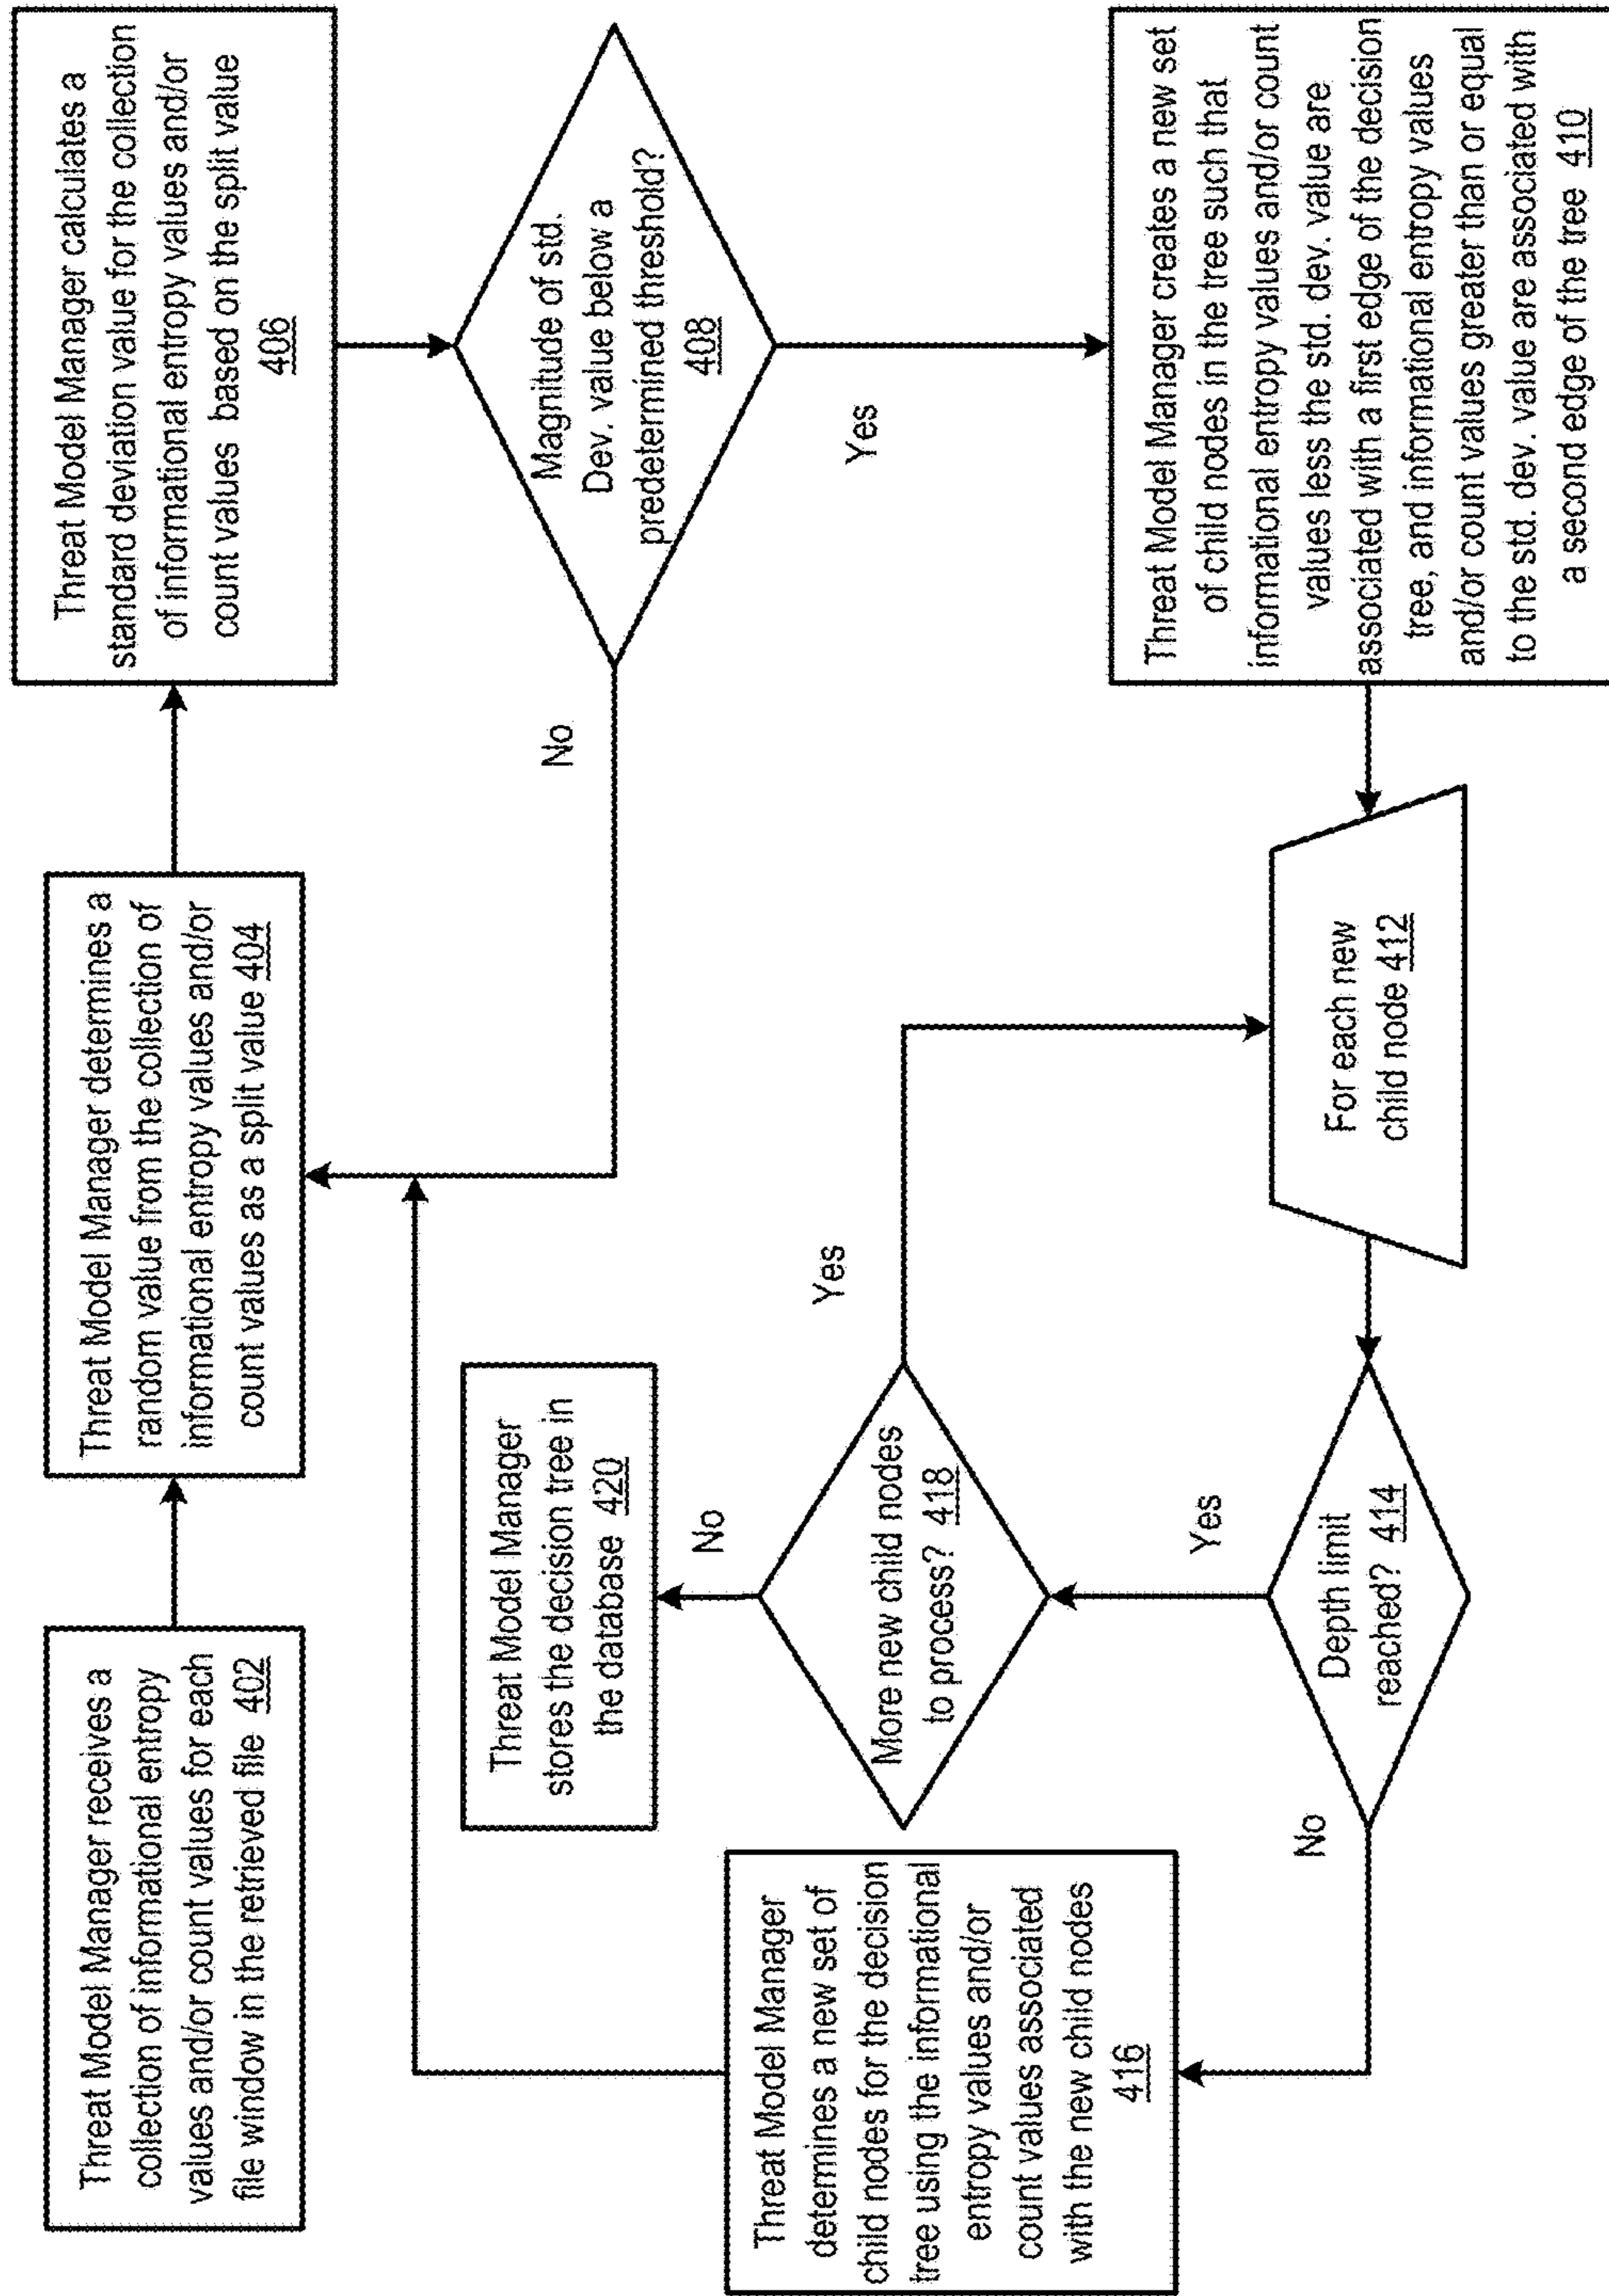 Threat Model Manager receives a
collection of informational entropy
values and/or count values for each
file window in the retrieved file 402
Threat Model Manager determines a
random value from the collection of
informational entropy values and/or
count values as a split value 404
Threat Model Manager calculates a
standard deviation value for the collection
of informational entropy values and/or
count values based on the split value
406
Magnitude of std.
Dev. value below a
predetermined threshold?
408
No
Yes
Threat Model Manager creates a new set
of child nodes in the tree such that
informational entropy values and/or count
values less the std. dev. value are
associated with a first edge of the decision
tree, and informational entropy values
and/or count values greater than or equal
to the std. dev. value are associated with
a second edge of the tree 410
For each new
child node 412
Depth limit
reached? 414
Yes
No
Threat Model Manager
determines a new set of
child nodes for the decision
tree using the informational
entropy values and/or
count values associated
with the new child nodes
416
More new child nodes
to process? 418
Yes
No
Threat Model Manager
stores the decision tree in
the database 420